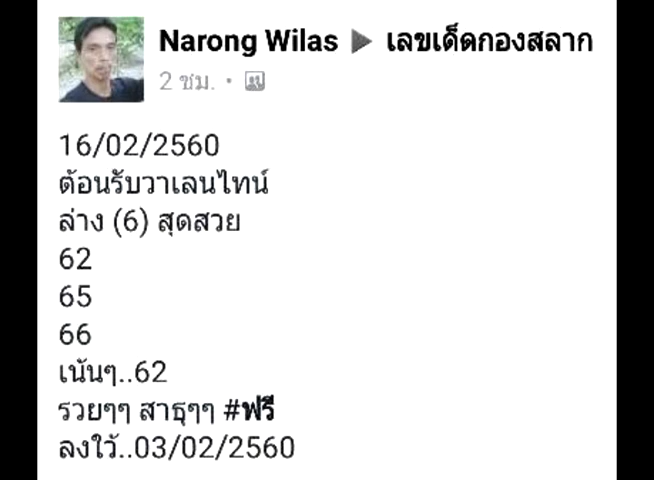 Narong Wilas ▶ เลขเด็ดกองสลาก
2 ชม. •
16/02/2560
ต้อนรับวาเลนไทน์
ล่าง (6) สุดสวย
62
65
66
เน้นๆ..62
รวยๆๆ สาธุๆๆ #ฟรี
ลงใว้..03/02/2560